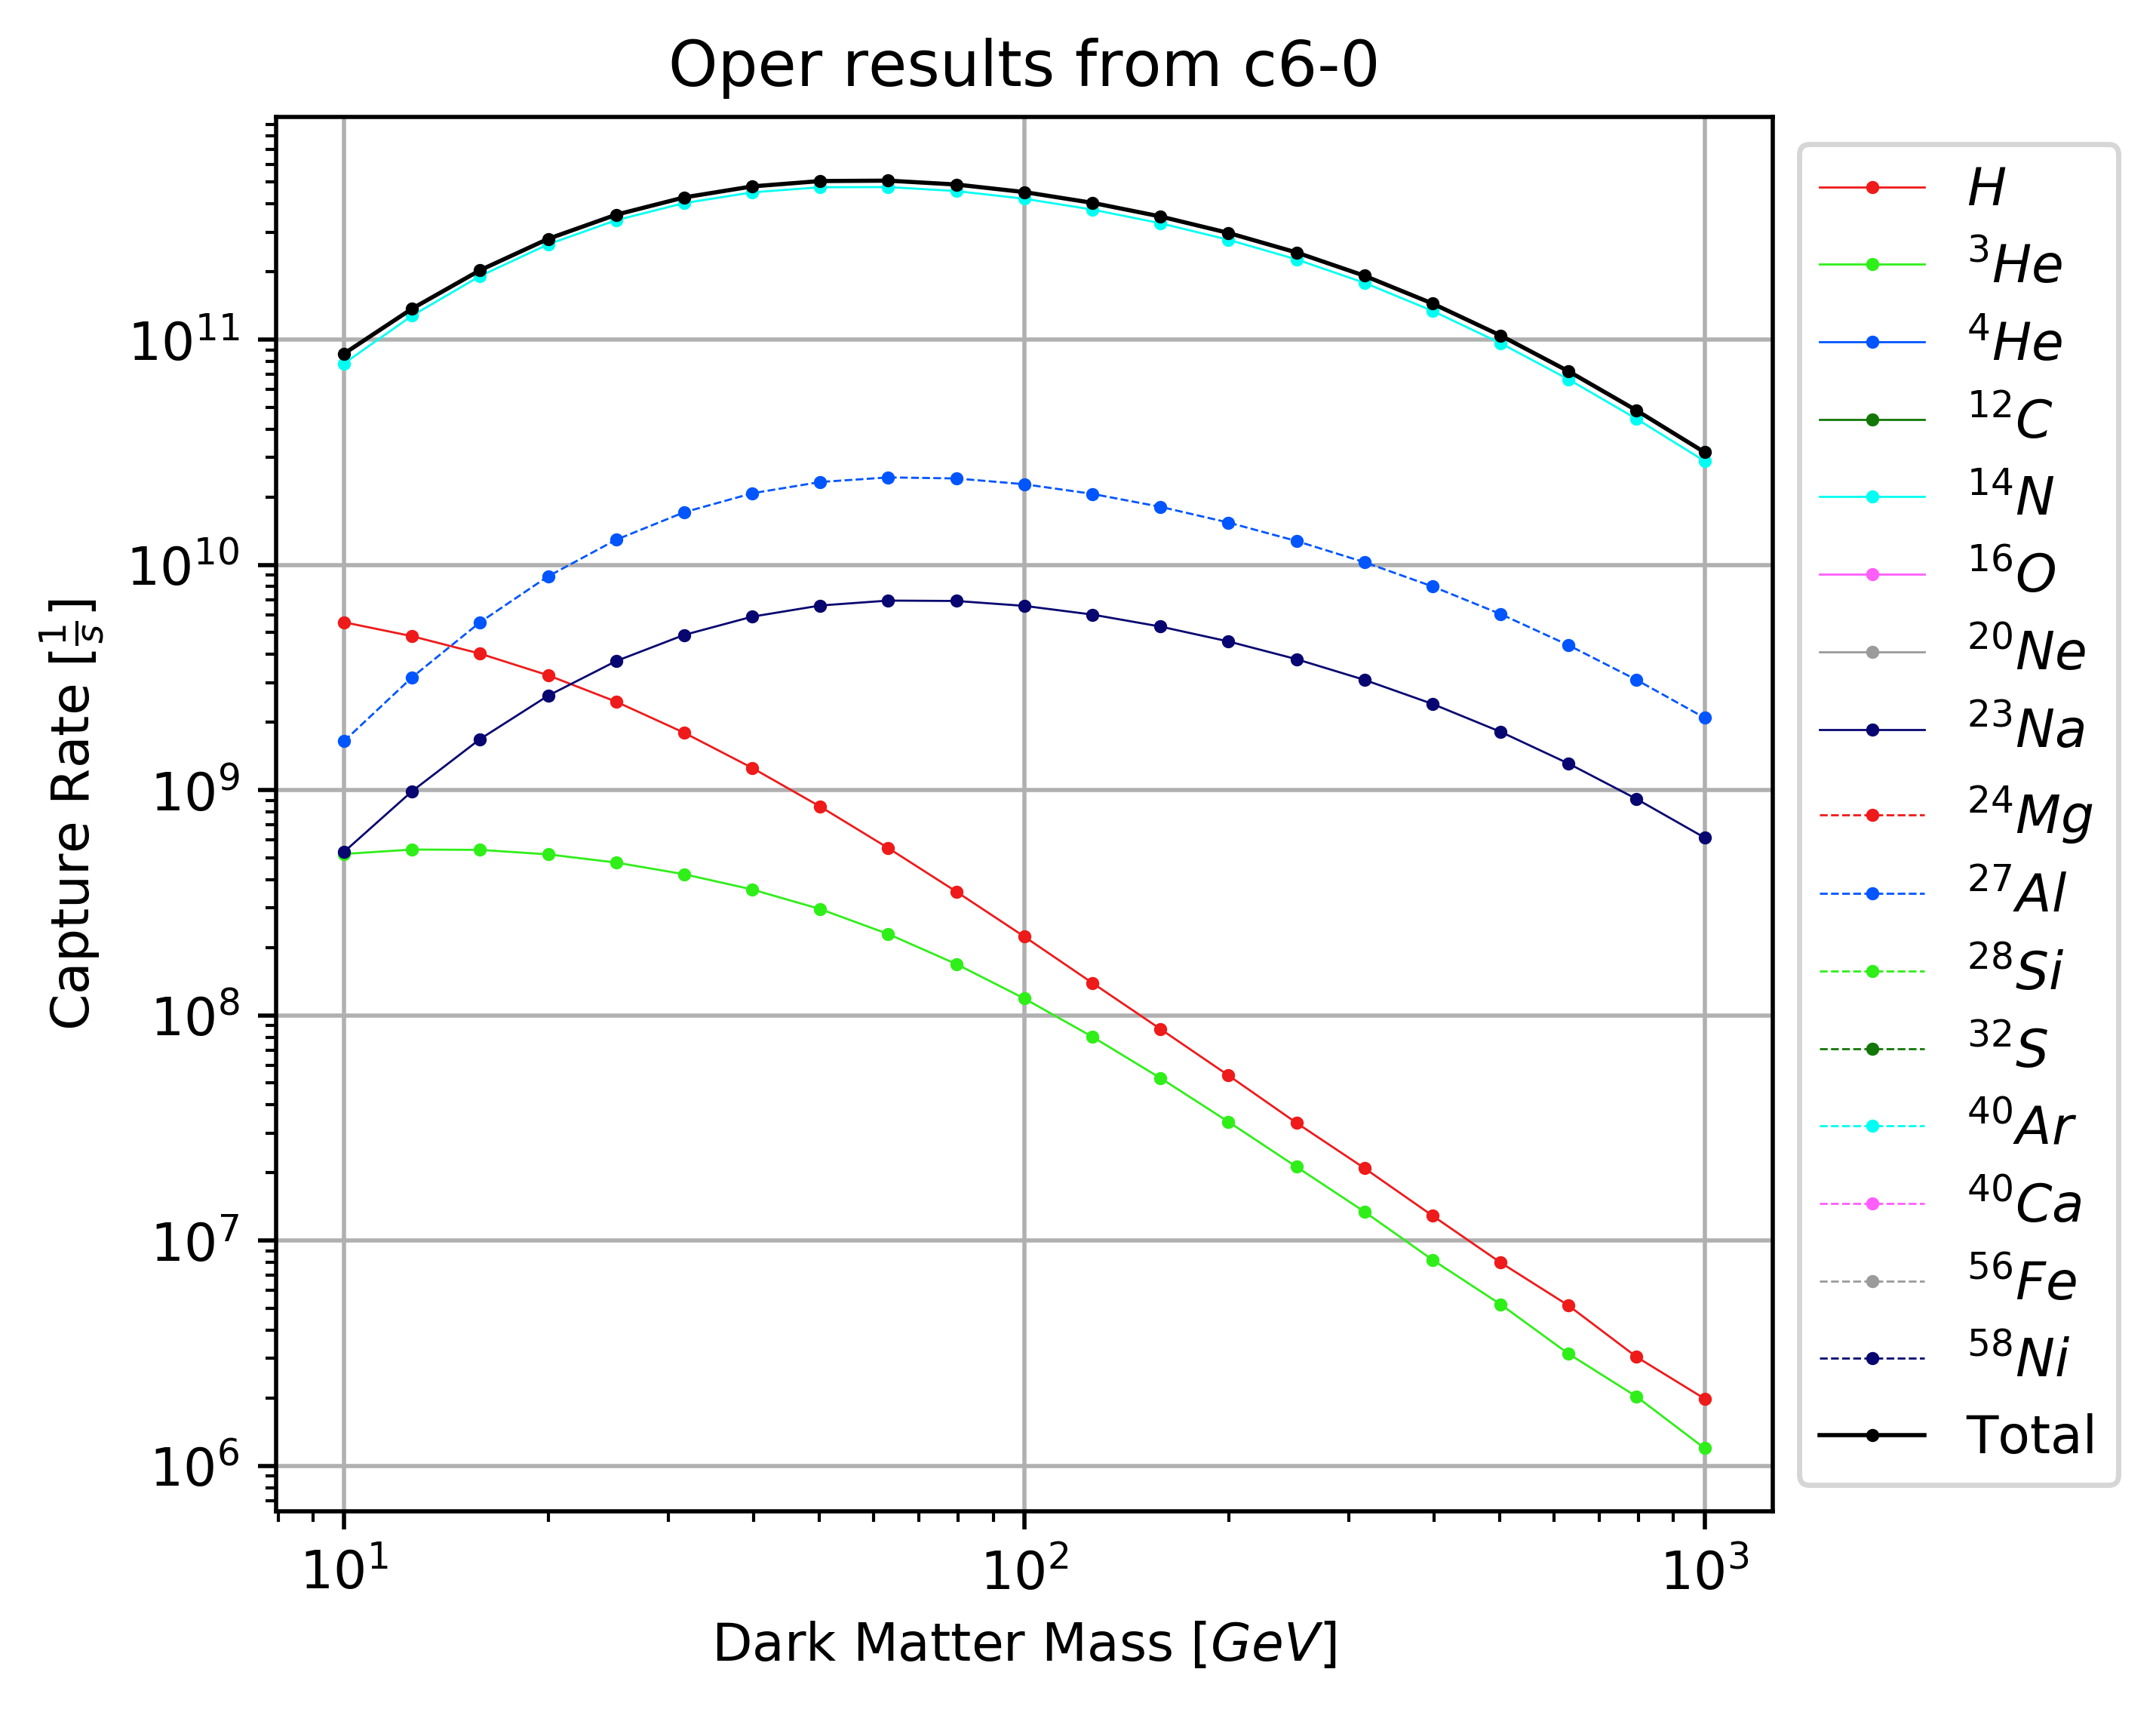 Oper results from c6-0
Capture Rate [1/s]
10^11
10^10
10^9
10^8
10^7
10^6
10^1
10^2
10^3
Dark Matter Mass [GeV]
H
^3He
^4He
^12C
^14N
^16O
^20Ne
^23Na
^24Mg
^27Al
^28Si
^32S
^40Ar
^40Ca
^56Fe
^58Ni
Total